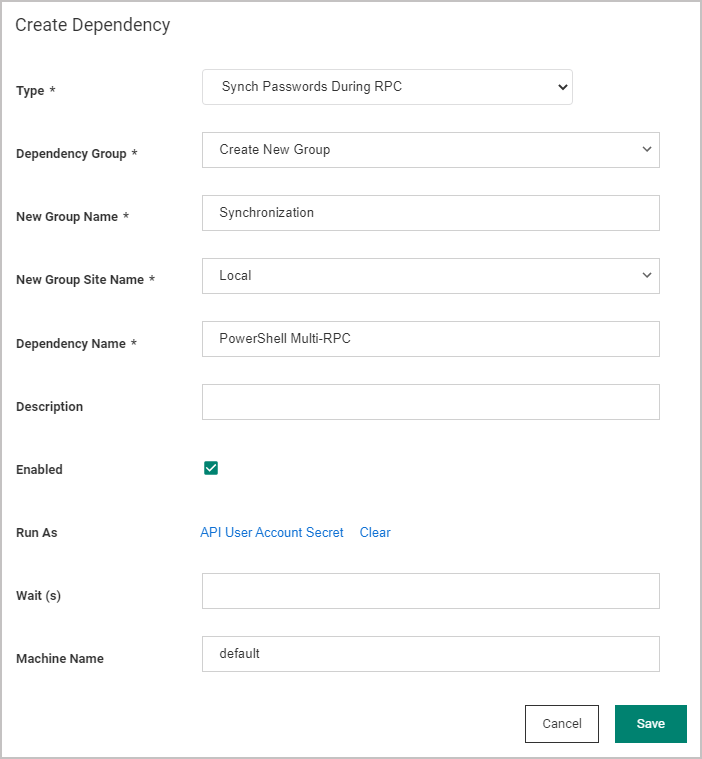 Create Dependency
Type * Synch Passwords During RPC
Dependency Group * Create New Group
New Group Name * Synchronization
New Group Site Name * Local
Dependency Name * PowerShell Multi-RPC
Description
Enabled
Run As API User Account Secret Clear
Wait (s)
Machine Name default
Cancel Save